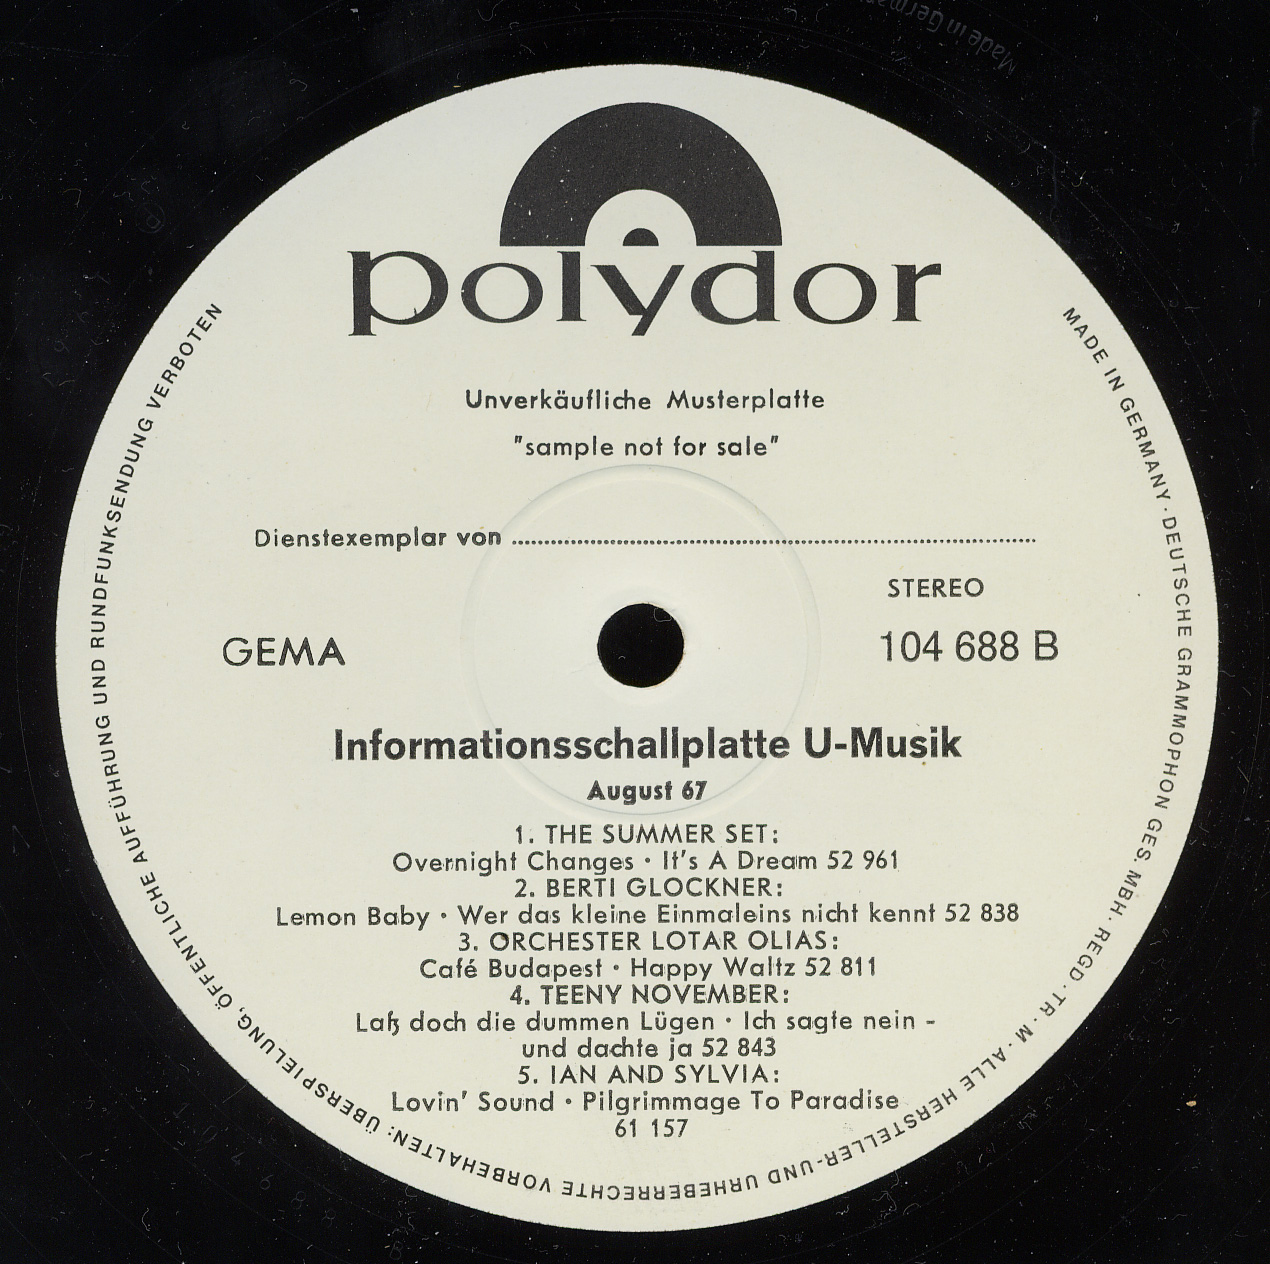 Made in Germany
polydor
Unverkäufliche Musterplatte
"sample not for sale"
Dienstexemplar von ........................................
STEREO
GEMA
104 688 B
Informationsschallplatte U-Musik
August 67
1. THE SUMMER SET:
Overnight Changes • It's A Dream 52 961
2. BERTI GLOCKNER:
Lemon Baby • Wer das kleine Einmaleins nicht kennt 52 838
3. ORCHESTER LOTAR OLIAS:
Café Budapest • Happy Waltz 52 811
4. TEENY NOVEMBER:
Laß doch die dummen Lügen • Ich sagte nein -
und dachte ja 52 843
5. IAN AND SYLVIA:
Lovin' Sound • Pilgrimmage To Paradise
61 157
MADE IN GERMANY · DEUTSCHE GRAMMOPHON GES. MBH. REGD. TR. M. ALLE HERSTELLER-UND URHEBERRECHTE VORBEHALTEN: ÜBERSPIELUNG, ÖFFENTLICHE AUFFÜHRUNG UND RUNDFUNKSENDUNG VERBOTEN